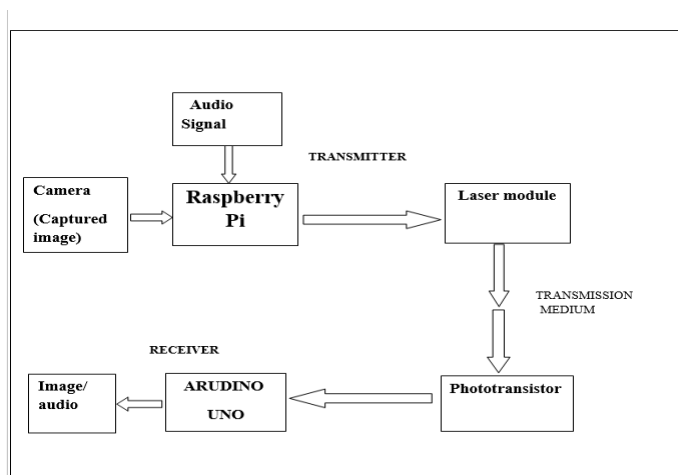 Audio
Signal
TRANSMITTER
Camera
(Captured
image)
Raspberry
Pi
Laser module
TRANSMISSION
MEDIUM
RECEIVER
Image/
audio
ARUDINO
UNO
Phototransistor